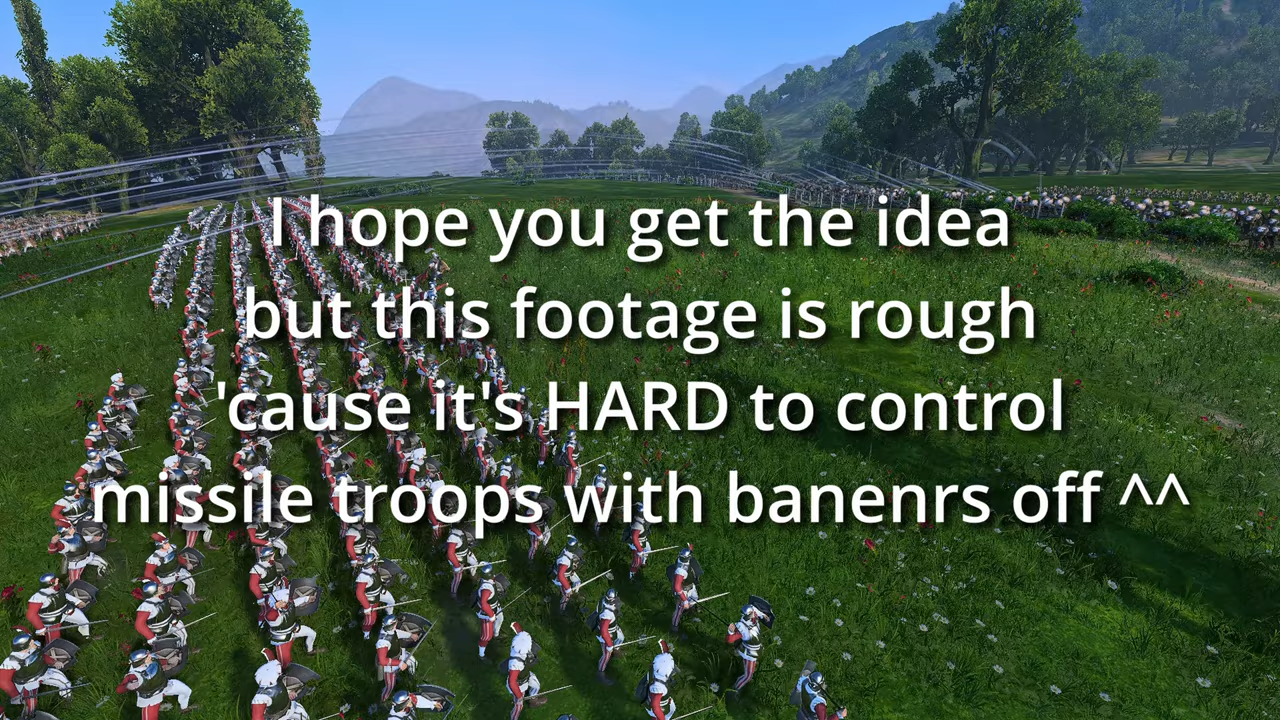 I hope you get the idea
but this footage is rough
'cause it's HARD to control
missile troops with banenrs off ^^